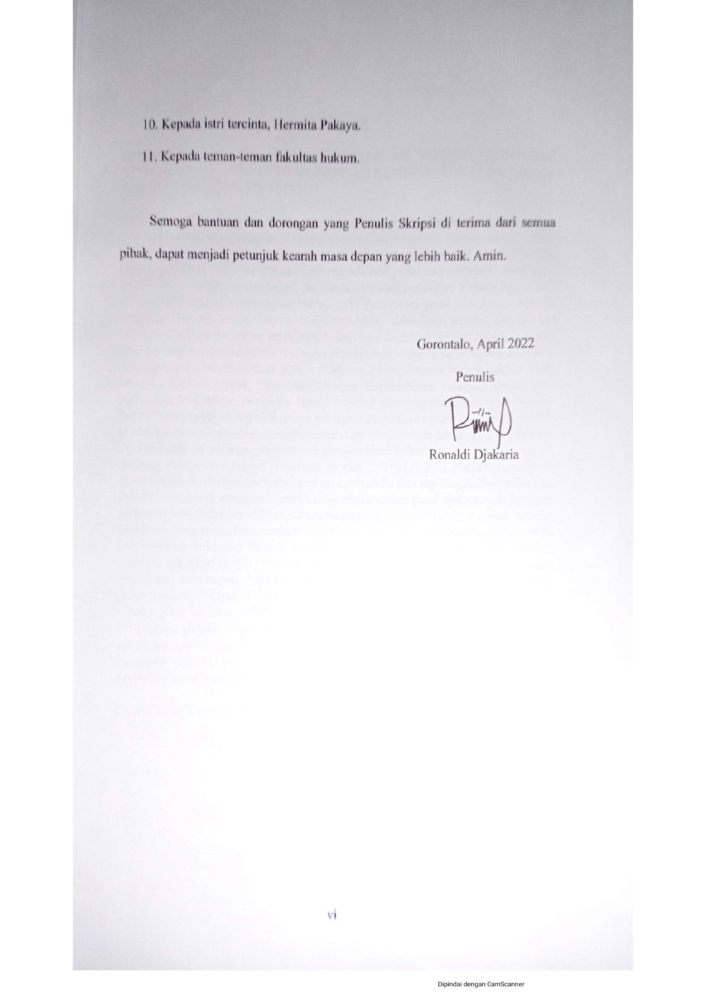 10. Kepada istri tercinta, Hermita Pakaya.
11. Kepada teman-teman fakultas hukum.
Semoga bantuan dan dorongan yang Penulis Skripsi di terima dari semua
pihak, dapat menjadi petunjuk kearah masa depan yang lebih baik. Amin.
Gorontalo, April 2022
Penulis
Ronaldi Djakaria
vi
Dipindai dengan CamScanner